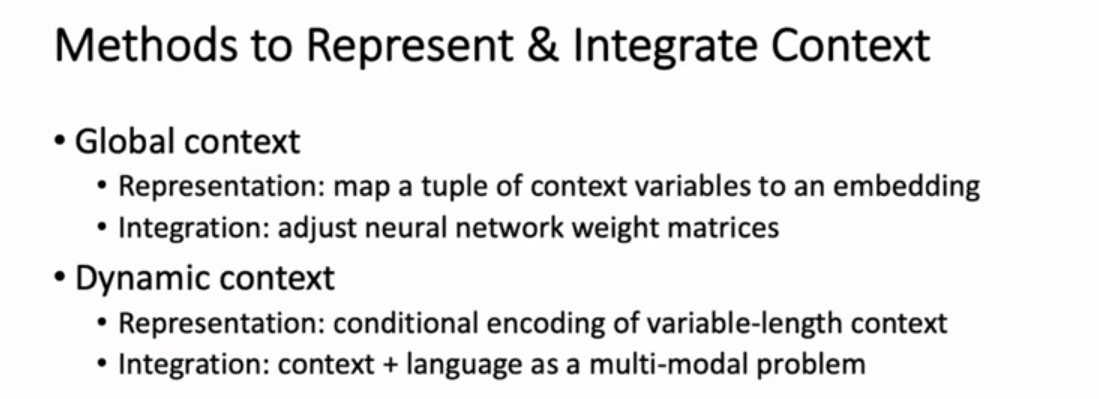 Methods to Represent & Integrate Context
• Global context
• Representation: map a tuple of context variables to an embedding
• Integration: adjust neural network weight matrices
• Dynamic context
• Representation: conditional encoding of variable-length context
• Integration: context + language as a multi-modal problem